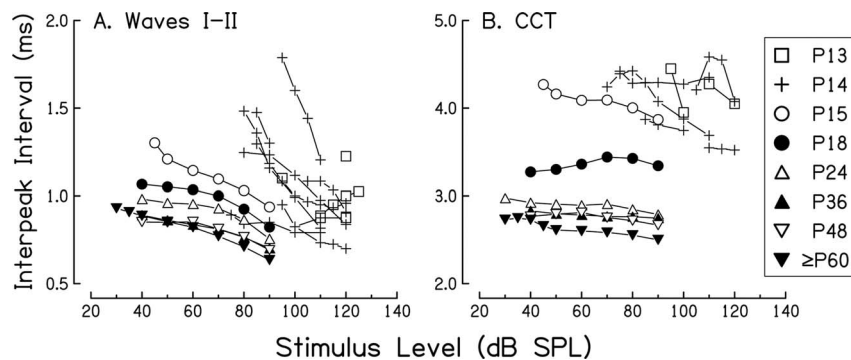 A. Waves I-II
B. CCT
Interpeak Interval (ms)
2.0
1.5
1.0
0.5
5.0
4.0
3.0
2.0
20 40 60 80 100 120 140
20 40 60 80 100 120 140
Stimulus Level (dB SPL)
P13
P14
P15
P18
P24
P36
P48
≥P60